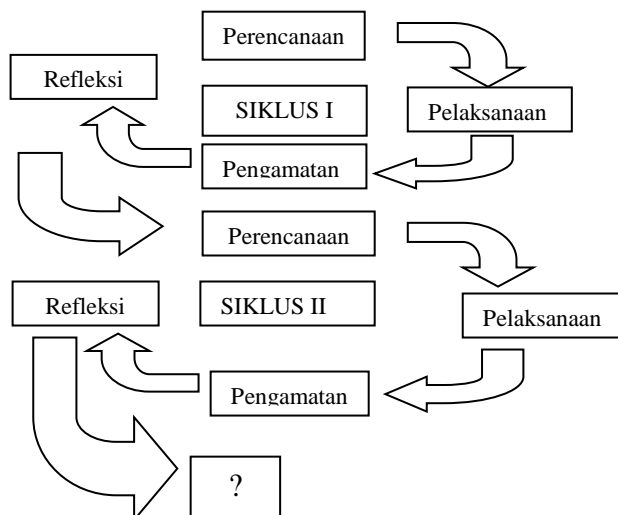 Perencanaan
Refleksi
SIKLUS I
Pelaksanaan
Pengamatan
Perencanaan
Refleksi
SIKLUS II
Pelaksanaan
Pengamatan
?